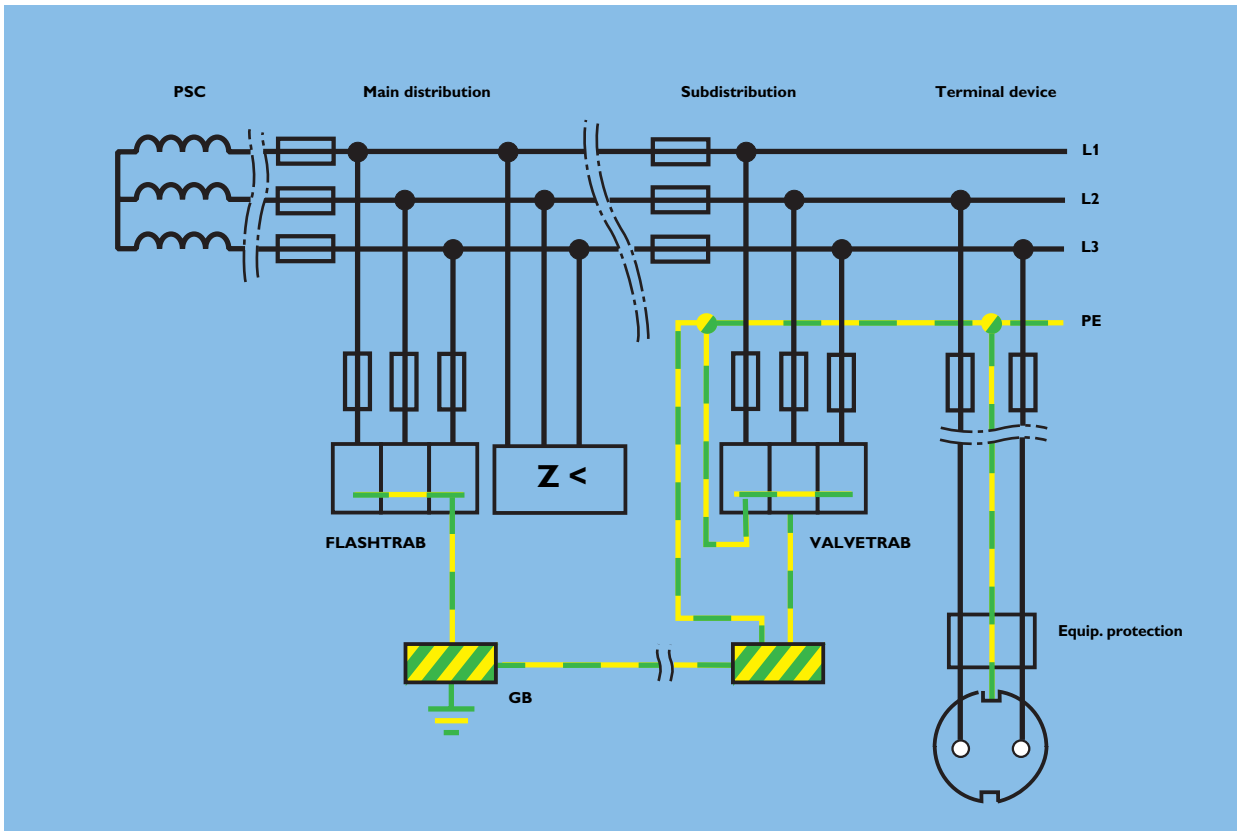 PSC
Main distribution
Subdistribution
Terminal device
L1
L2
L3
PE
Z <
FLASHTRAB
VALVETRAB
Equip. protection
GB